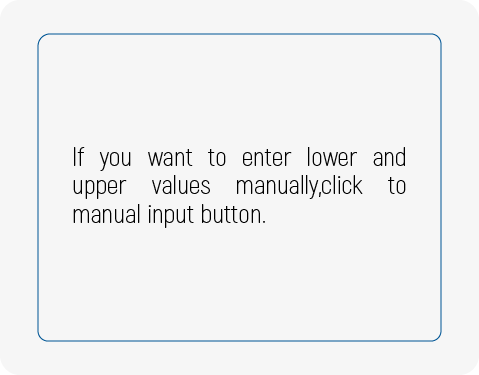 If you want to enter lower and
upper values manually,click to
manual input button.